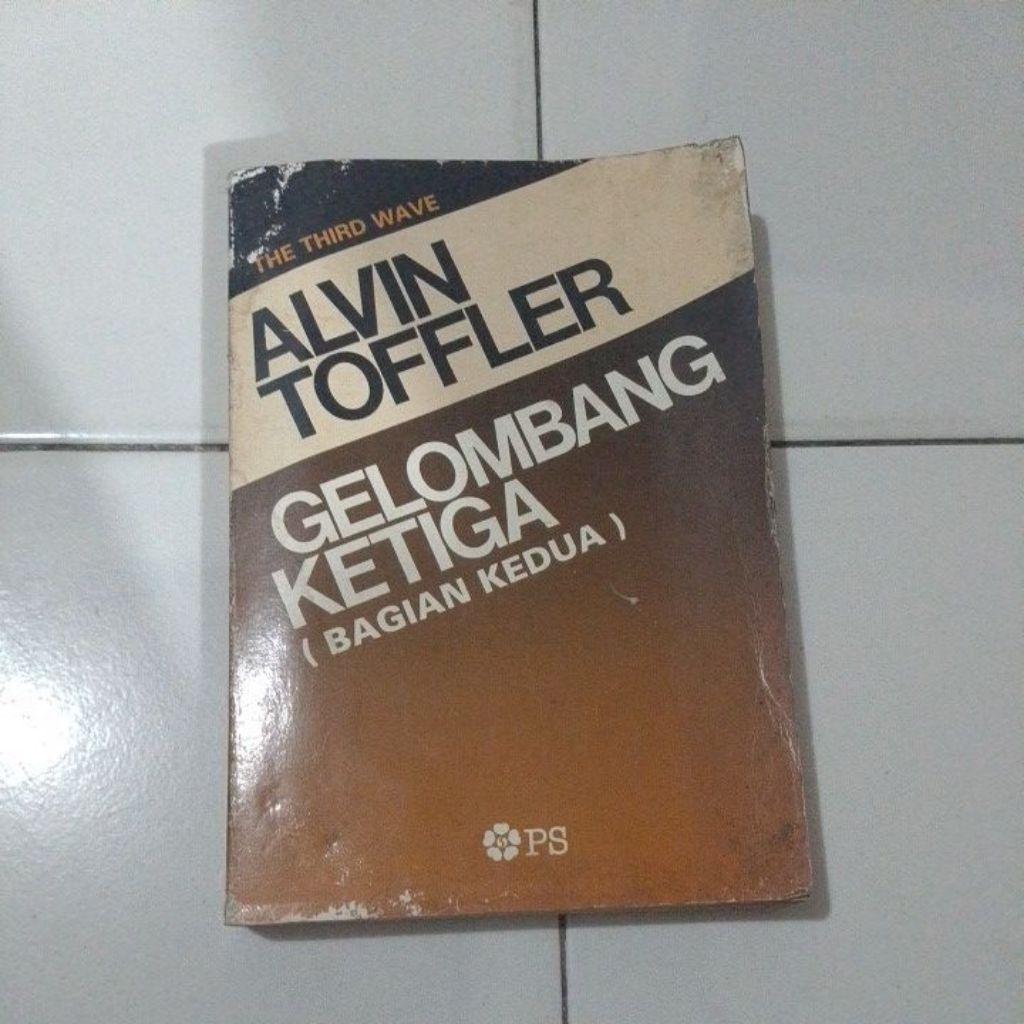 THE THIRD WAVE
ALVIN
TOFFLER
GELOMBANG
KETIGA
( BAGIAN KEDUA )
PS